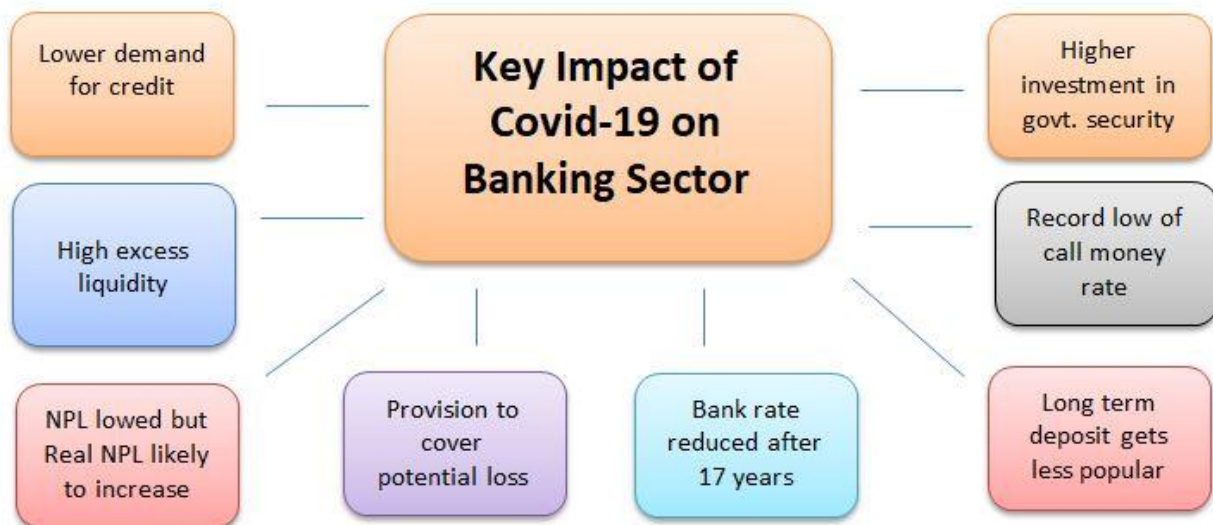 Key Impact of
Covid-19 on
Banking Sector
Lower demand
for credit
High excess
liquidity
NPL lowed but
Real NPL likely
to increase
Provision to
cover
potential loss
Bank rate
reduced after
17 years
Long term
deposit gets
less popular
Record low of
call money
rate
Higher
investment in
govt. security